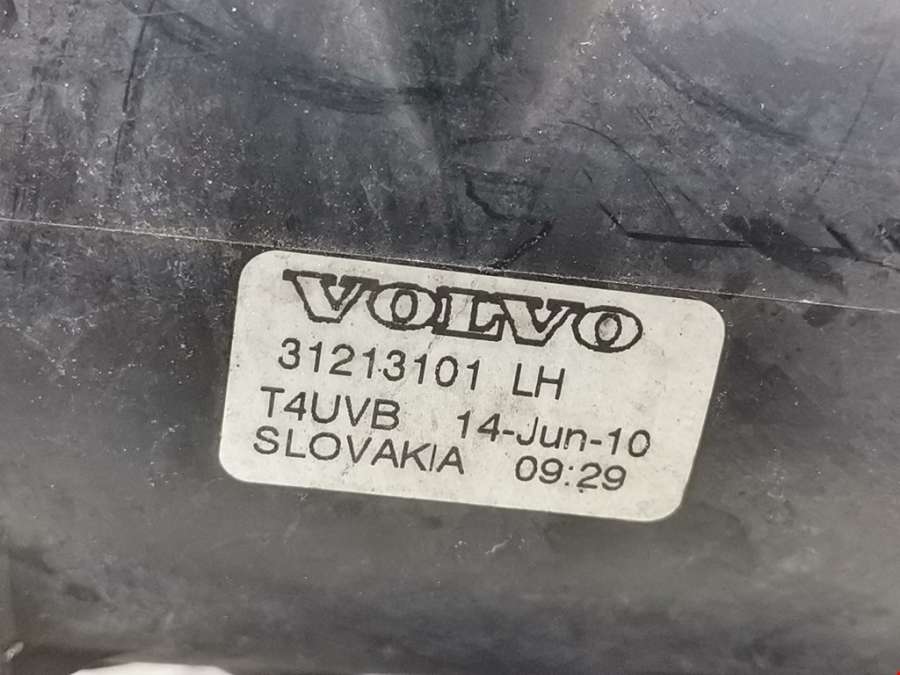 VOLVO
31213101 LH
T4UVB 14-Jun-10
SLOVAKIA 09:29